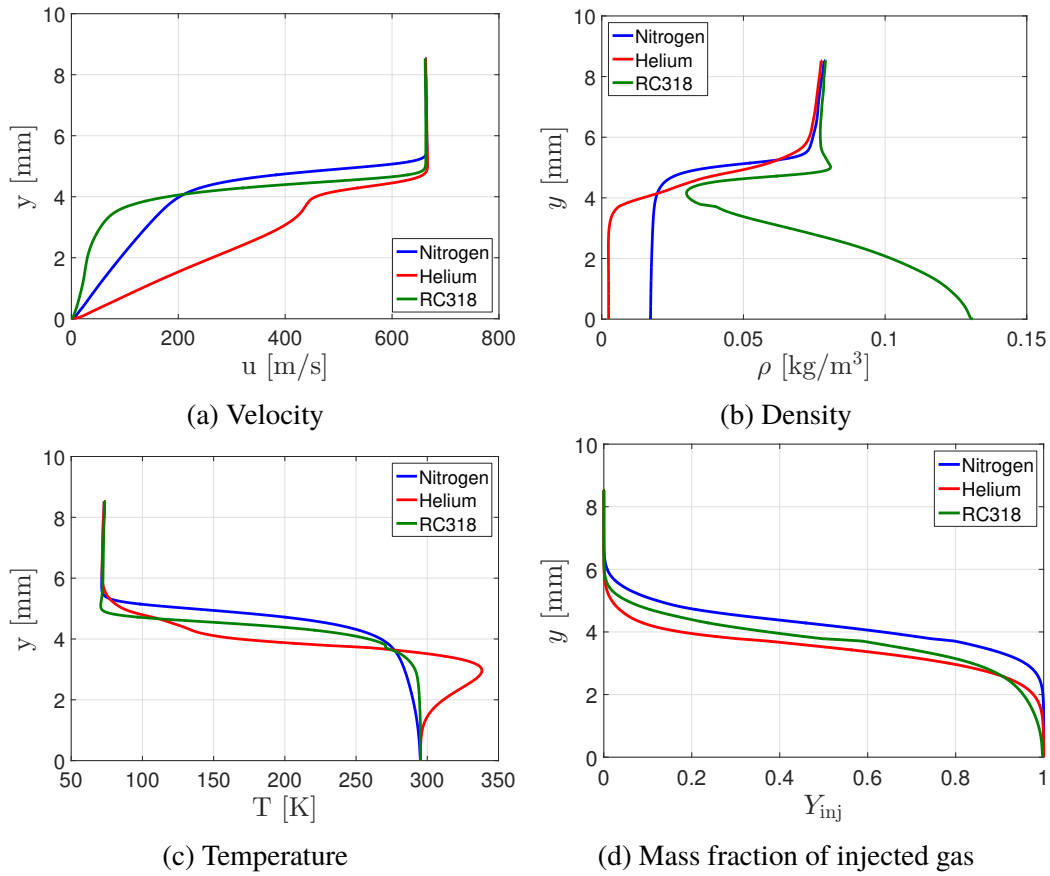 10
8
6
4
2
0
y [mm]
0 200 400 600 800
u [m/s]
Nitrogen
Helium
RC318
(a) Velocity
10
8
6
4
2
0
y [mm]
0 0.05 0.1 0.15
ρ [kg/m³]
Nitrogen
Helium
RC318
(b) Density
10
8
6
4
2
0
y [mm]
50 100 150 200 250 300 350
T [K]
Nitrogen
Helium
RC318
(c) Temperature
10
8
6
4
2
0
y [mm]
0 0.2 0.4 0.6 0.8 1
Y_inj
Nitrogen
Helium
RC318
(d) Mass fraction of injected gas